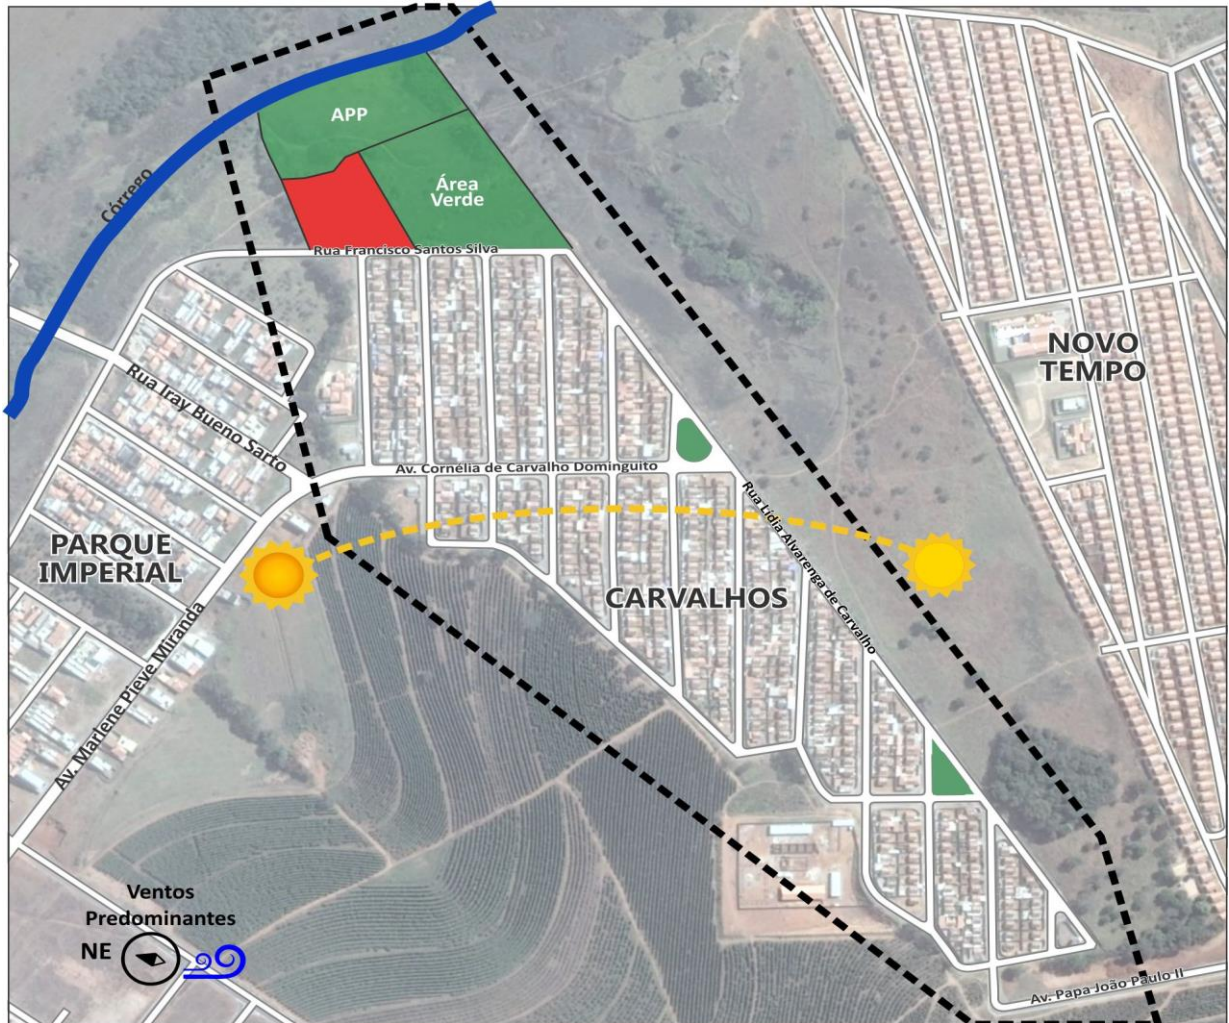 APP
Área
Verde
Córrego
Rua Francisco Santos Silva
NOVO
TEMPO
Rua Iray Bueno Sarto
Av. Cornélia de Carvalho Dominguito
Rua Lidia Alvarenga de Carvalho
PARQUE
IMPERIAL
CARVALHOS
Av. Marlene Pieve Miranda
Ventos
Predominantes
NE
Av. Papa João Paulo II